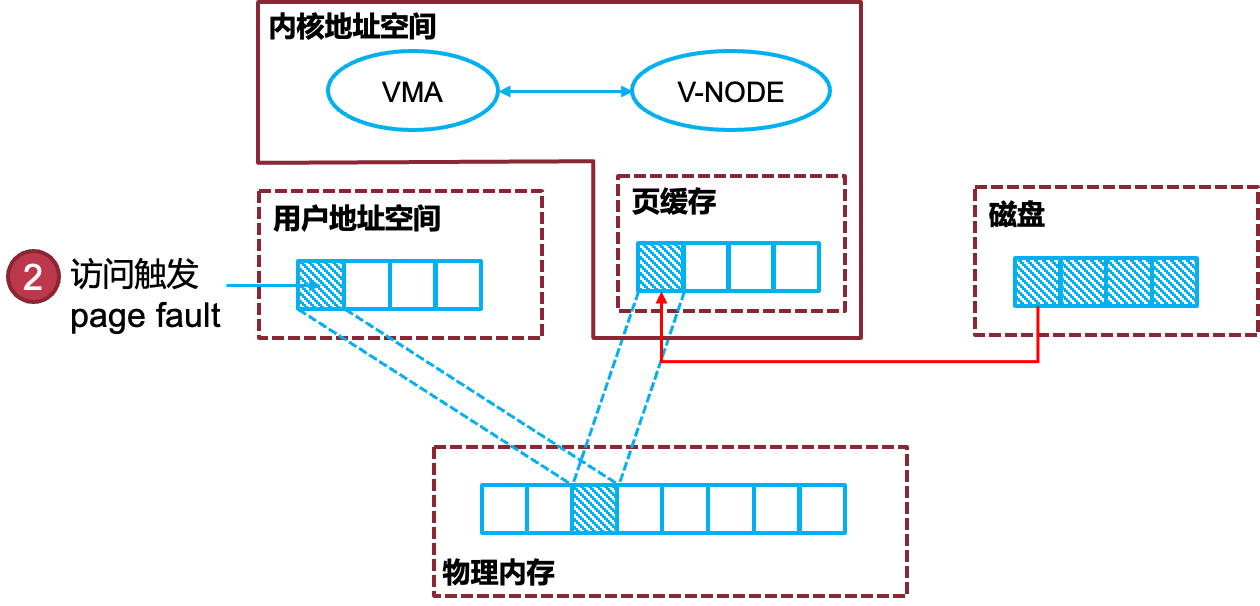 内核地址空间
VMA
V-NODE
页缓存
用户地址空间
磁盘
2
访问触发
page fault
物理内存